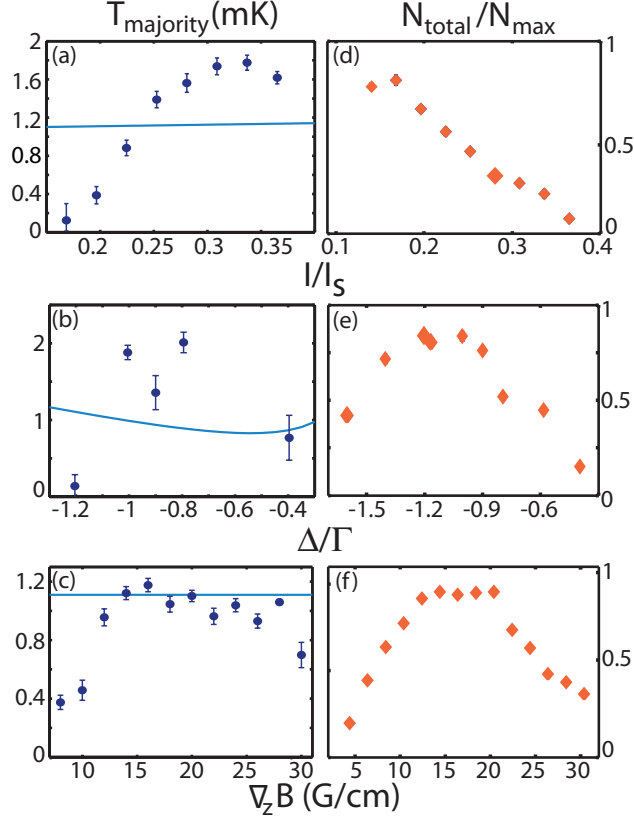 T_majority (mK) N_total/N_max
(a) (d)
2
1.6
1.2
0.8
0.4
0
1
0.5
0
0.2 0.25 0.3 0.35
0.1 0.2 0.3 0.4
I/I_S
(b) (e)
2
1
0
1
0.5
0
-1.2 -1 -0.8 -0.6 -0.4
-1.5 -1.2 -0.9 -0.6
Δ/Γ
(c) (f)
1.2
0.8
0.4
0
1
0.5
0
10 15 20 25 30
5 10 15 20 25 30
∇_z B (G/cm)